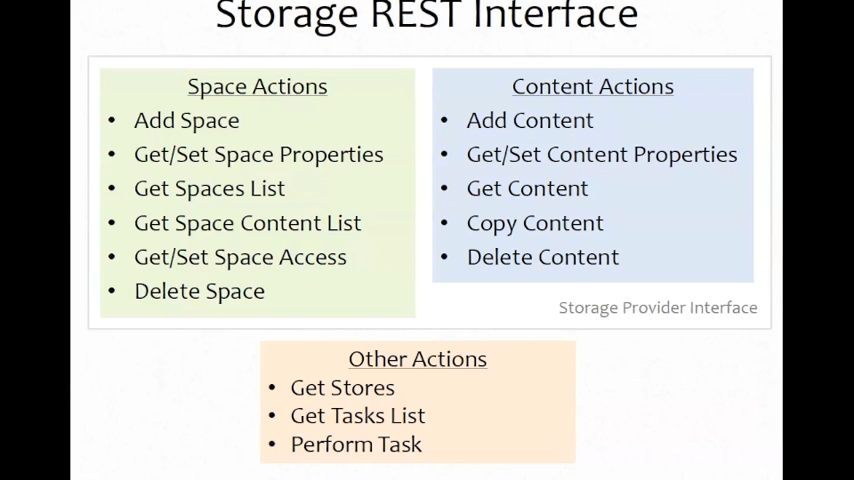 Storage REST Interface
Space Actions
• Add Space
• Get/Set Space Properties
• Get Spaces List
• Get Space Content List
• Get/Set Space Access
• Delete Space
Content Actions
• Add Content
• Get/Set Content Properties
• Get Content
• Copy Content
• Delete Content
Storage Provider Interface
Other Actions
• Get Stores
• Get Tasks List
• Perform Task